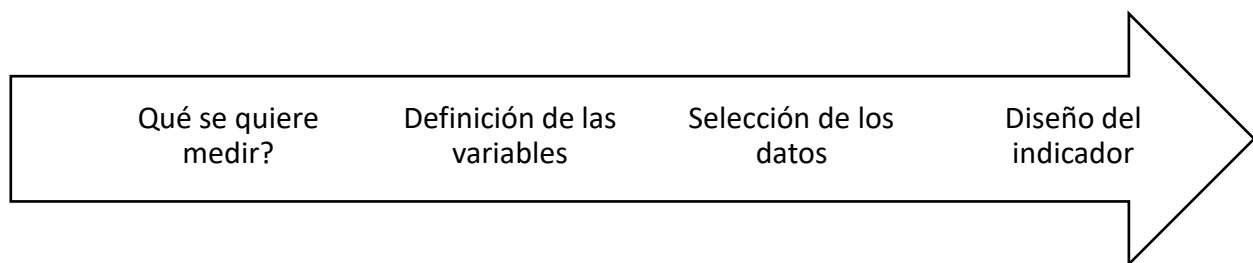 Qué se quiere
medir?
Definición de las
variables
Selección de los
datos
Diseño del
indicador